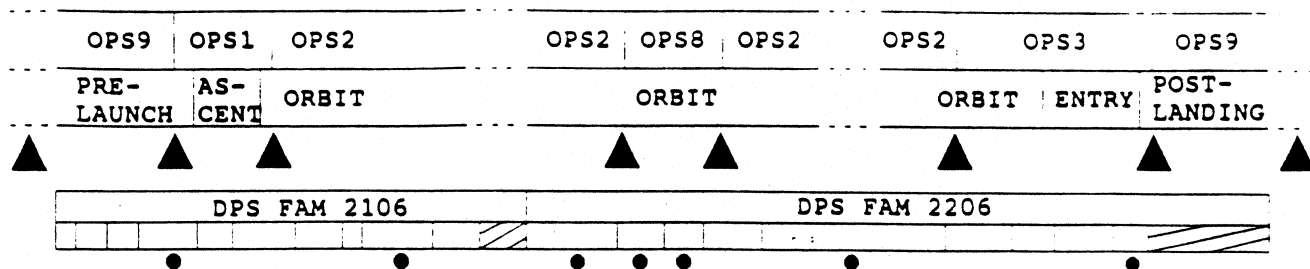 OPS9 OPS1 OPS2 OPS2 OPS8 OPS2 OPS2 OPS3 OPS9
PRE- AS- POST-
ORBIT ORBIT ORBIT ENTRY
LAUNCH CENT LANDING
DPS FAM 2106 DPS FAM 2206